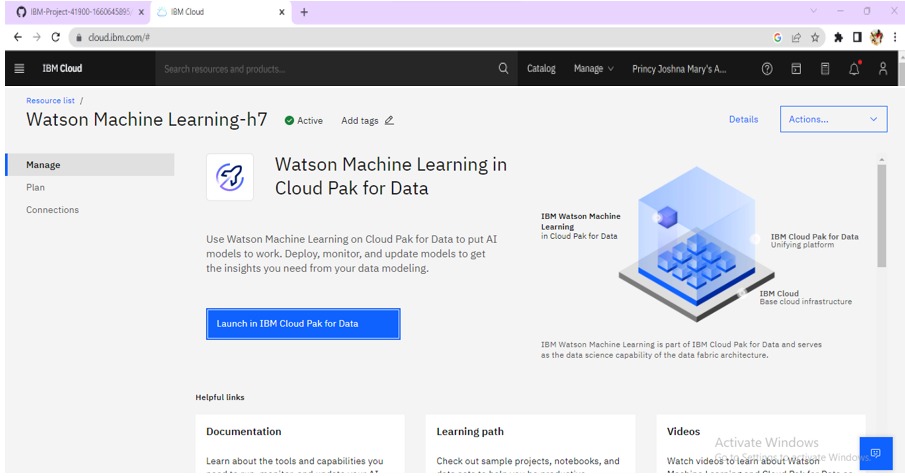 IBM-Project-41900-1660645895/
IBM Cloud
cloud.ibm.com/#
IBM Cloud
Search resources and products...
Catalog
Manage
Princy Joshna Mary's A...
Resource list /
Watson Machine Learning-h7
Active
Add tags
Details
Actions...
Manage
Plan
Connections
Watson Machine Learning in
Cloud Pak for Data
Use Watson Machine Learning on Cloud Pak for Data to put AI
models to work. Deploy, monitor, and update models to get
the insights you need from your data modeling.
Launch in IBM Cloud Pak for Data
IBM Watson Machine
Learning
in Cloud Pak for Data
IBM Cloud Pak for Data
Unifying platform
IBM Cloud
Base cloud infrastructure
IBM Watson Machine Learning is part of IBM Cloud Pak for Data and serves
as the data science capability of the data fabric architecture.
Helpful links
Documentation
Learn about the tools and capabilities you
Learning path
Check out sample projects, notebooks, and
Videos
Watch videos to learn about Watson
Activate Windows
Go to Settings to activate Windows.